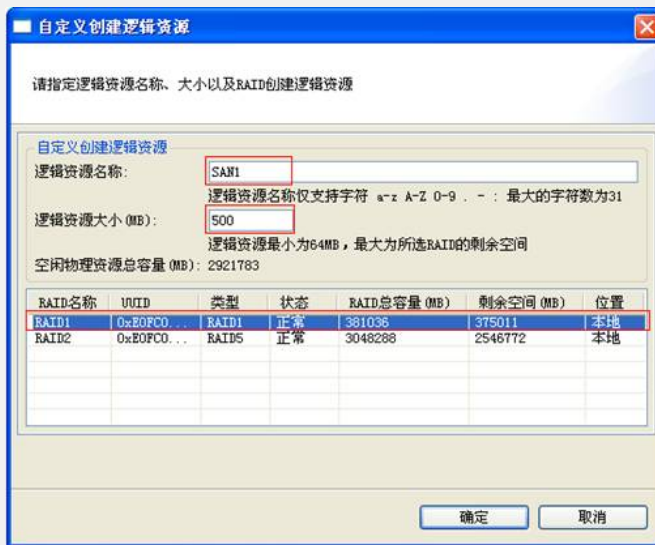 自定义创建逻辑资源
请指定逻辑资源名称、大小以及RAID创建逻辑资源
自定义创建逻辑资源
逻辑资源名称: SAN1
逻辑资源名称仅支持字符 a-z A-Z 0-9 . - : 最大的字符数为31
逻辑资源大小(MB): 500
逻辑资源最小为64MB，最大为所选RAID的剩余空间
空闲物理资源总容量(MB): 2921783
RAID名称 UUID 类型 状态 RAID总容量(MB) 剩余空间(MB) 位置
RAID1 0xE0FC0... RAID1 正常 381036 375011 本地
RAID2 0xE0FC0... RAID5 正常 3048288 2546772 本地
确定 取消